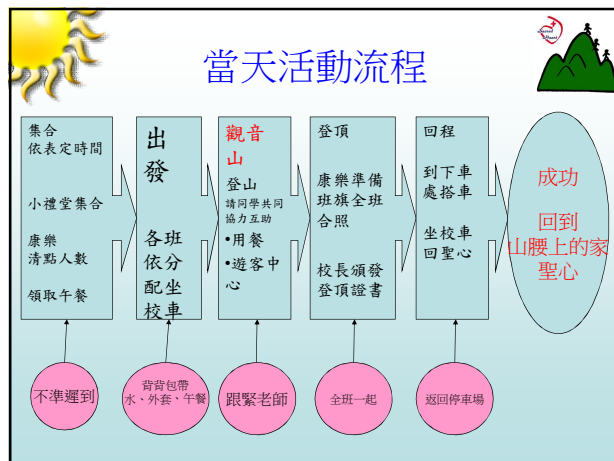 當天活動流程
集合
依表定時間
小禮堂集合
康樂
清點人數
領取午餐
出
發
各班
依分
配坐
校車
觀音
山
登山
請同學共同
協力互助
•用餐
•遊客中
心
登頂
康樂準備
班旗全班
合照
校長頒發
登頂證書
回程
到下車
處搭車
坐校車
回聖心
成功
回到
山腰上的家
聖心
不準遲到
背背包帶
水、外套、午餐
跟緊老師
全班一起
返回停車場